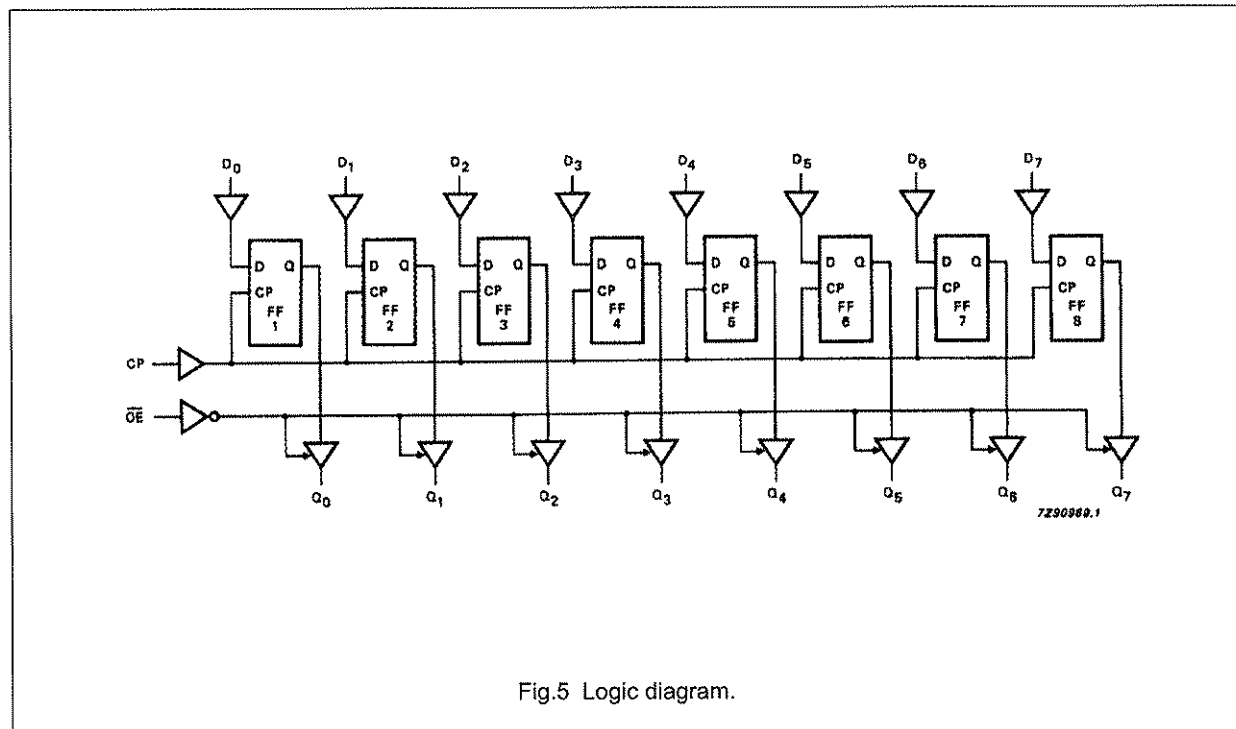 D0 D1 D2 D3 D4 D5 D6 D7
D Q D Q D Q D Q D Q D Q D Q D Q
CP CP CP CP CP CP CP CP
FF FF FF FF FF FF FF FF
1 2 3 4 5 6 7 8
CP
OE
Q0 Q1 Q2 Q3 Q4 Q5 Q6 Q7
7Z90980.1
Fig.5 Logic diagram.